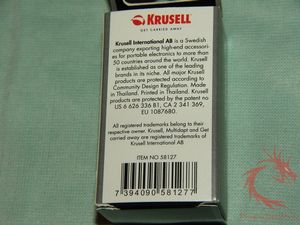 KRUSELL
GET CARRIED AWAY
Krusell International AB is a Swedish
company exporting high-end accessori-
es for portable electronics to more than
50 countries around the world. Krusell
is established as one of the leading
brands in its niche. All major Krusell
products are protected according to
Community Design Regulation. Made
in Thailand. Printed in Thailand. Krusell
products are protected by the patent no
US 6 626 336 81, CA 2 341 369,
EU 1087680.
All registered trademarks belong to their
respective owner. Krusell, Multidapt and Get
carried away are registered trademarks of
Krusell International AB
ITEM NO 58127
7 394090 581277